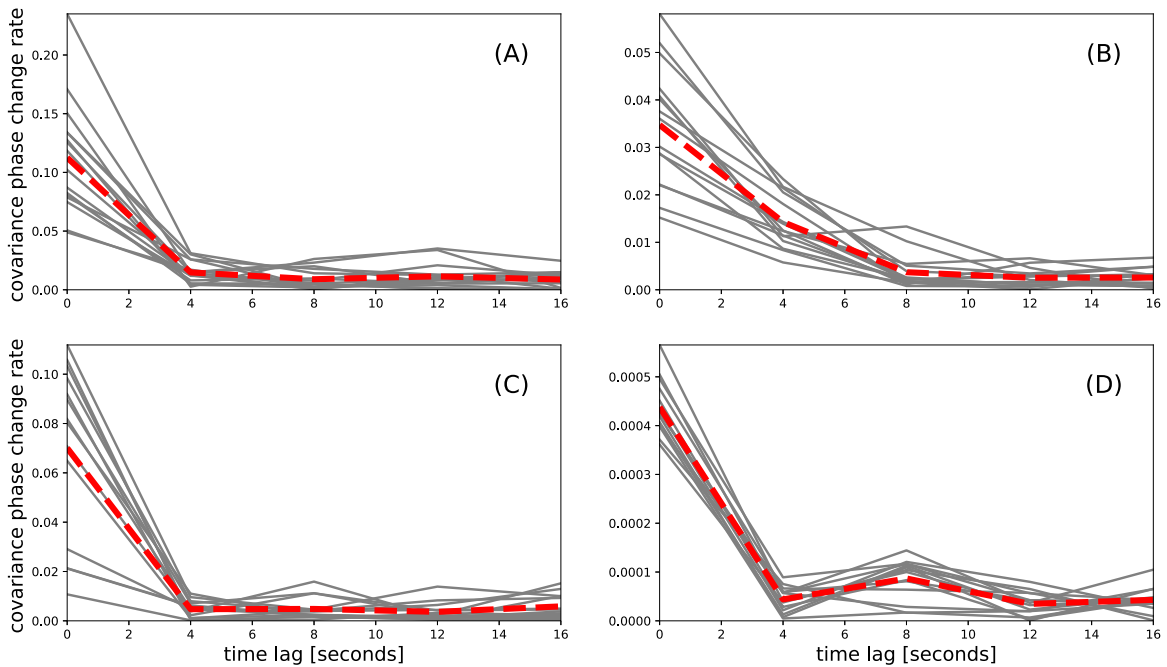 (A)
covariance phase change rate
0.20
0.15
0.10
0.05
0.00
0 2 4 6 8 10 12 14 16
(B)
0.05
0.04
0.03
0.02
0.01
0.00
0 2 4 6 8 10 12 14 16
(C)
covariance phase change rate
0.10
0.08
0.06
0.04
0.02
0.00
0 2 4 6 8 10 12 14 16
time lag [seconds]
(D)
0.0005
0.0004
0.0003
0.0002
0.0001
0.0000
0 2 4 6 8 10 12 14 16
time lag [seconds]